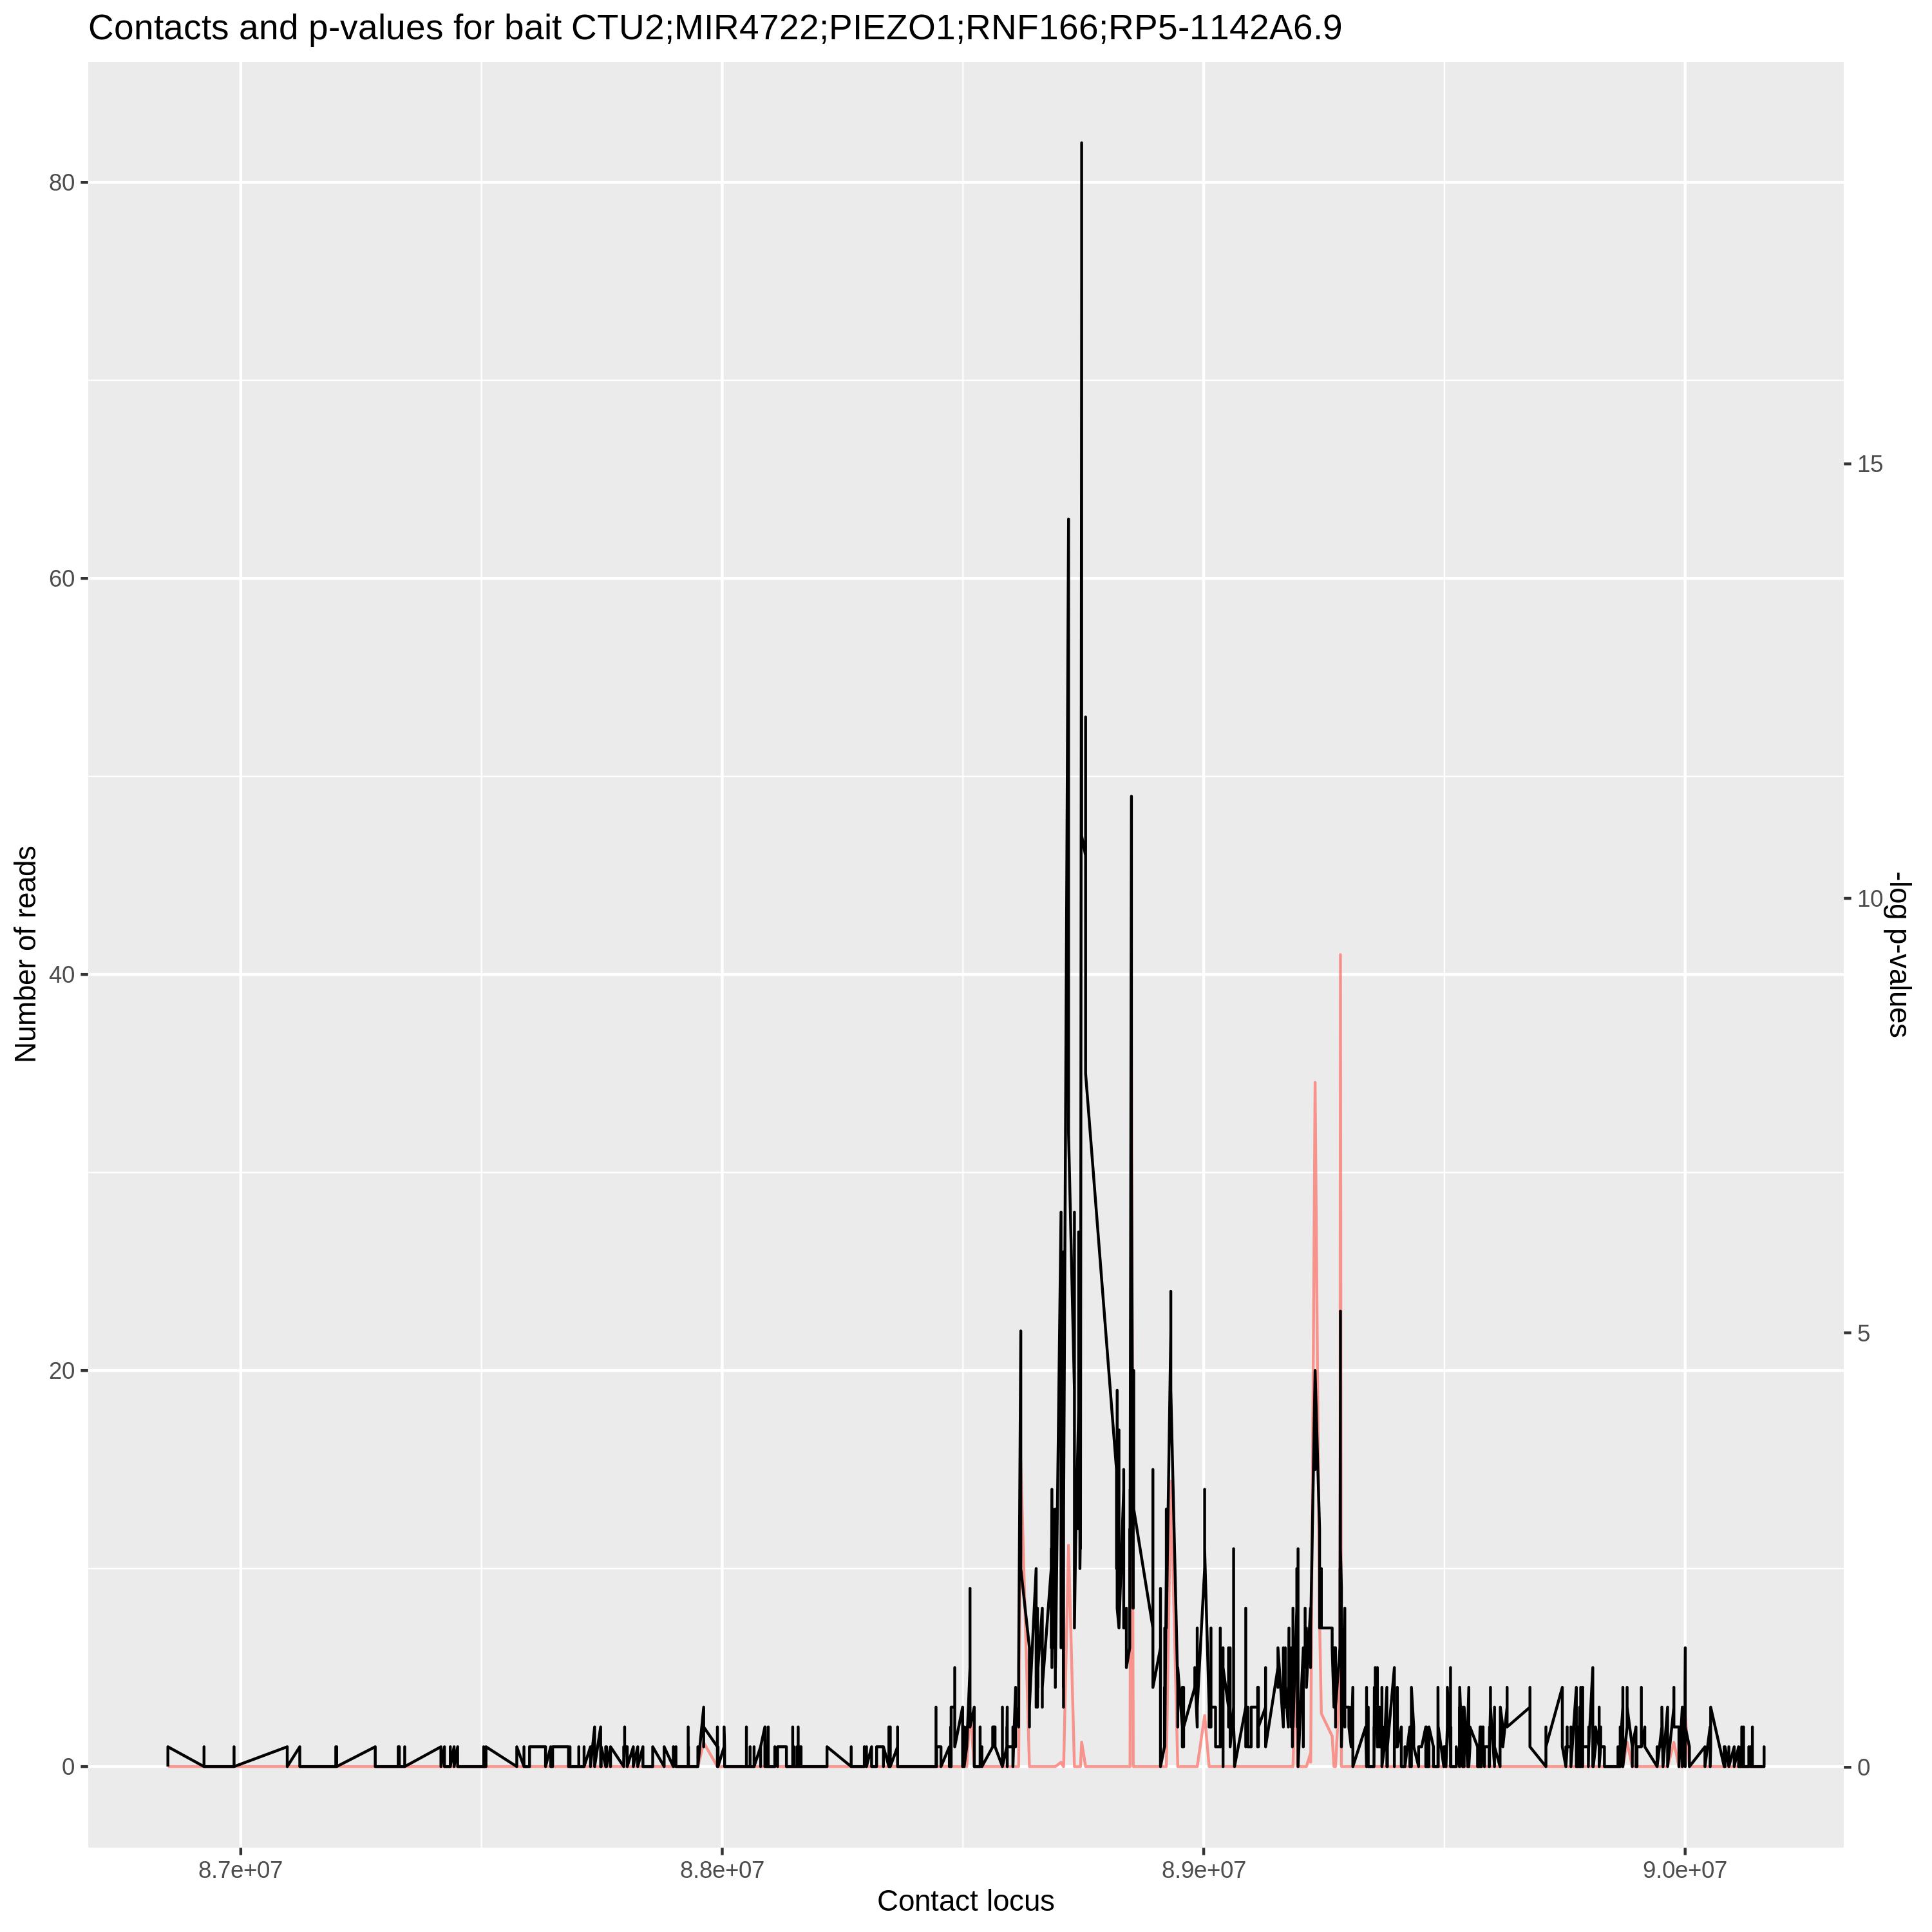 Contacts and p-values for bait CTU2;MIR4722;PIEZO1;RNF166;RP5-1142A6.9
80
60
40
20
0
Number of reads
15
10
5
0
-log p-values
8.7e+07
8.8e+07
8.9e+07
9.0e+07
Contact locus